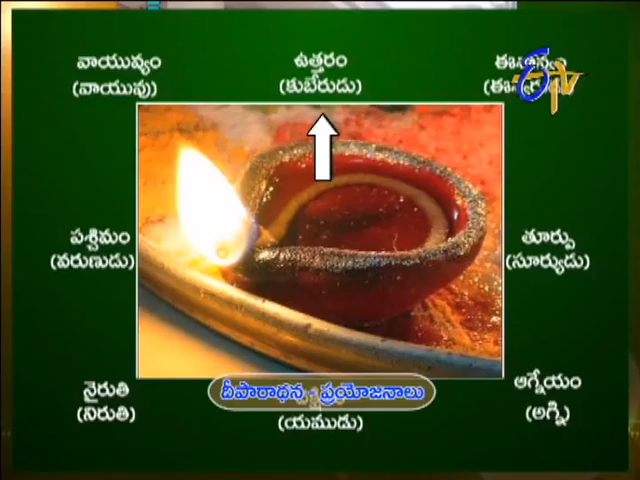 వాయువ్యం
(వాయువు)
ఉత్తరం
(కుబేరుడు)
పశ్చిమం
(వరుణుడు)
తూర్పు
(సూర్యుడు)
నైరుతి
(నిరుతి)
దీపారాధన - ప్రయోజనాలు
(యముడు)
ఆగ్నేయం
(అగ్ని)